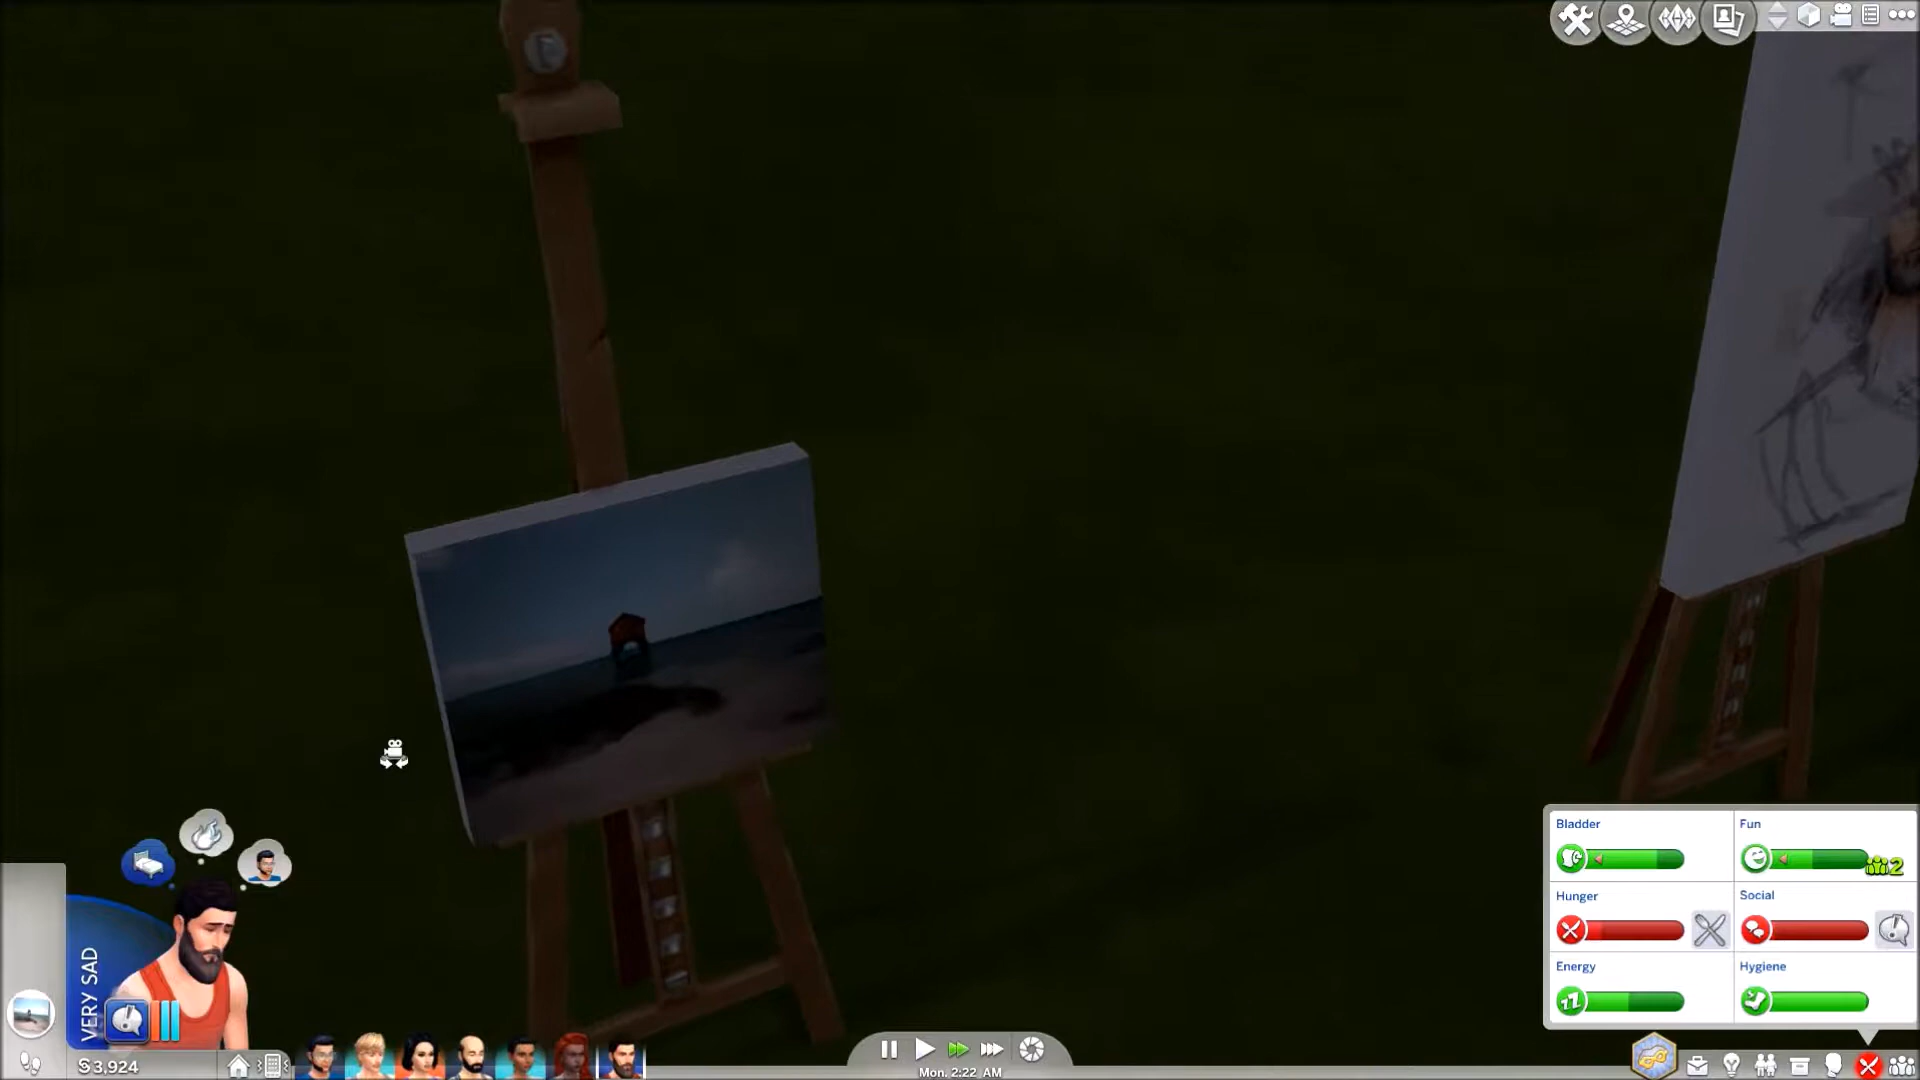 Bladder
Fun
2
Hunger
Social
Energy
Hygiene
VERY SAD
§3,924
Mon. 2:22 AM